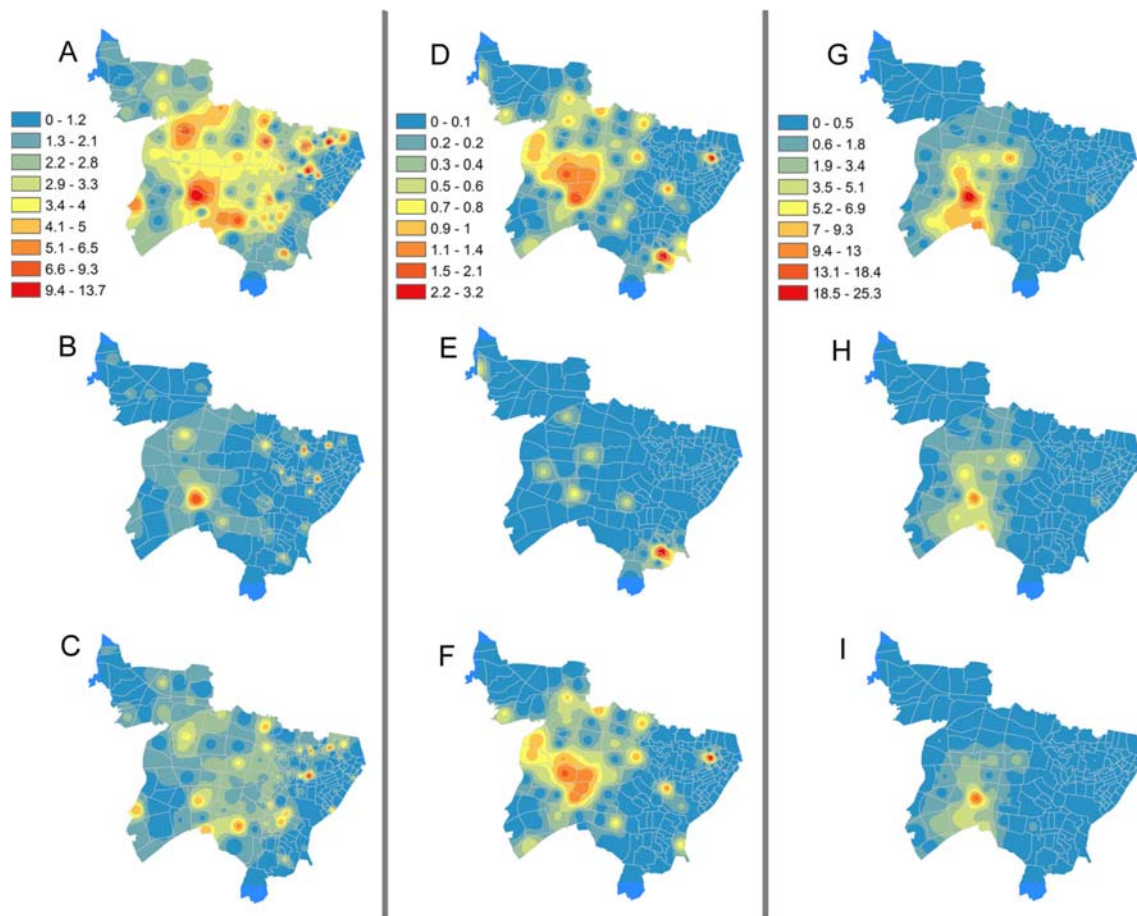 A
0 - 1.2
1.3 - 2.1
2.2 - 2.8
2.9 - 3.3
3.4 - 4
4.1 - 5
5.1 - 6.5
6.6 - 9.3
9.4 - 13.7
B
C
D
0 - 0.1
0.2 - 0.2
0.3 - 0.4
0.5 - 0.6
0.7 - 0.8
0.9 - 1
1.1 - 1.4
1.5 - 2.1
2.2 - 3.2
E
F
G
0 - 0.5
0.6 - 1.8
1.9 - 3.4
3.5 - 5.1
5.2 - 6.9
7 - 9.3
9.4 - 13
13.1 - 18.4
18.5 - 25.3
H
I